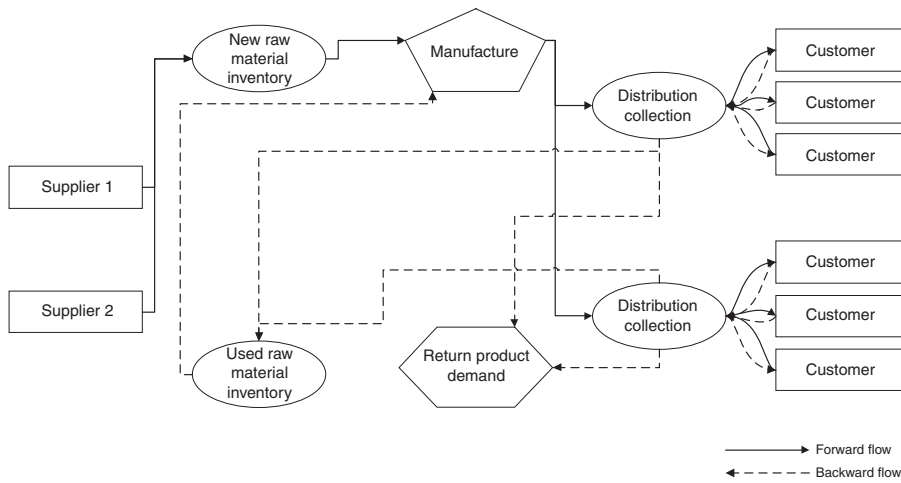 New raw
material
inventory
Manufacture
Customer
Distribution
collection
Customer
Customer
Supplier 1
Supplier 2
Customer
Distribution
collection
Customer
Used raw
material
inventory
Return product
demand
Customer
Forward flow
Backward flow